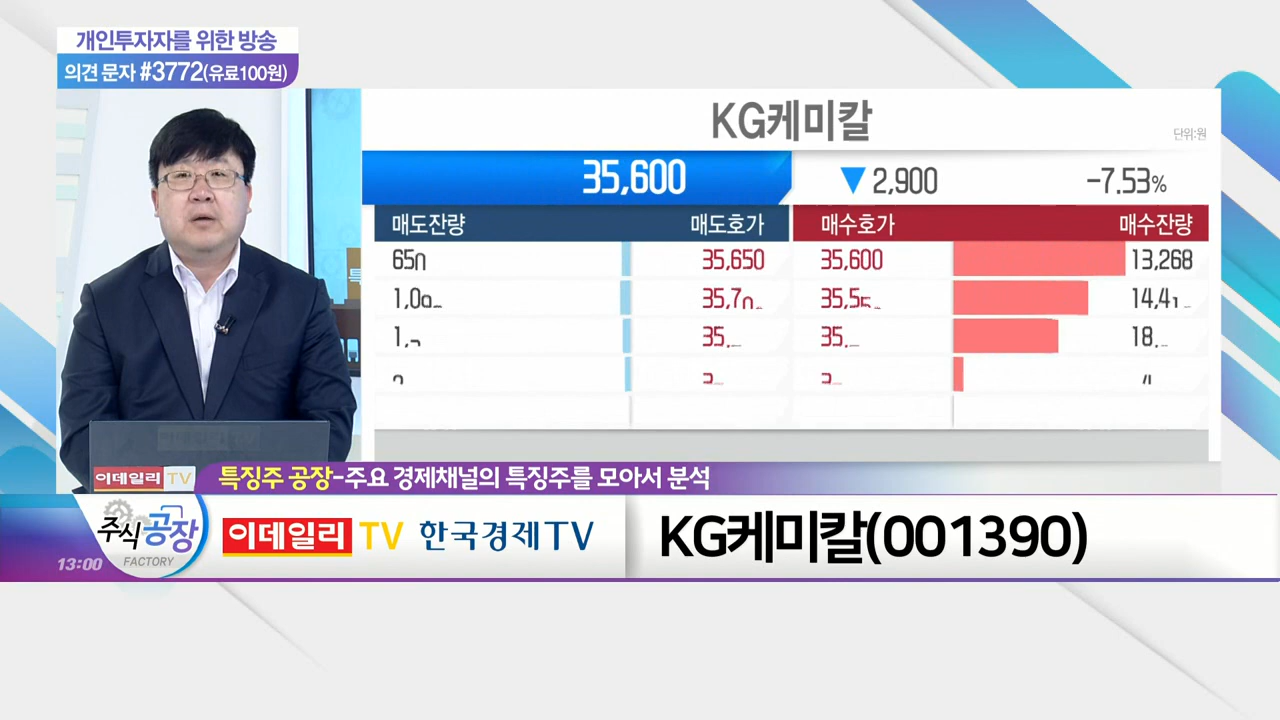 개인투자자를 위한 방송
의견 문자 #3772(유료100원)
KG케미칼
단위:원
35,600 ▼ 2,900 -7.53%
매도잔량 매도호가 매수호가 매수잔량
650 35,650 35,600 13,268
이데일리 TV
특징주 공장-주요 경제채널의 특징주를 모아서 분석
주식공장
FACTORY
13:00
이데일리 TV 한국경제TV
KG케미칼(001390)